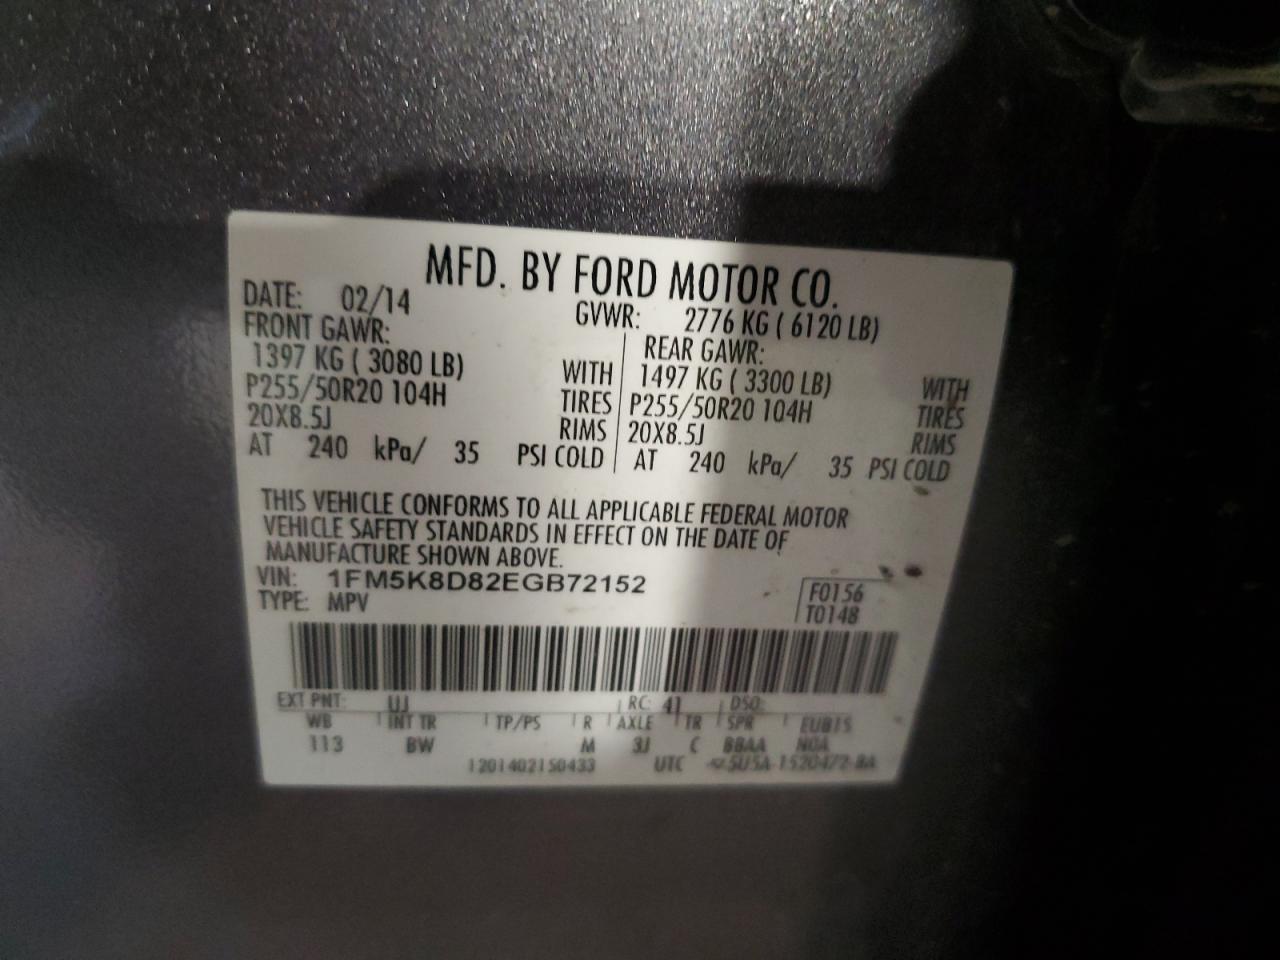 MFD. BY FORD MOTOR CO.
DATE: 02/14 GVWR: 2776 KG ( 6120 LB)
FRONT GAWR: REAR GAWR:
1397 KG ( 3080 LB) WITH 1497 KG ( 3300 LB) WITH
P255/50R20 104H TIRES P255/50R20 104H TIRES
20X8.5J RIMS 20X8.5J RIMS
AT 240 kPa/ 35 PSI COLD AT 240 kPa/ 35 PSI COLD
THIS VEHICLE CONFORMS TO ALL APPLICABLE FEDERAL MOTOR
VEHICLE SAFETY STANDARDS IN EFFECT ON THE DATE OF
MANUFACTURE SHOWN ABOVE.
VIN: 1FM5K8D82EGB72152 F0156
TYPE: MPV T0148
EXT PNT: UJ RC: 41 DSO:
WB INT TR TP/PS R AXLE TR SPR
113 BW M 3J C BBAA
1201402150433 UTC